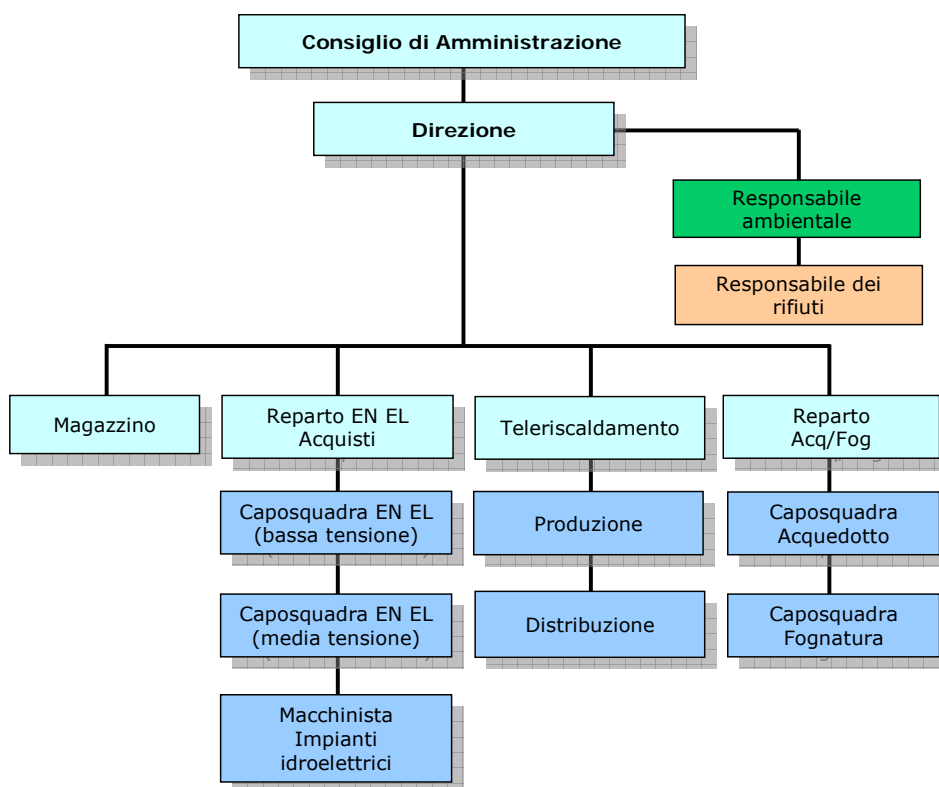 Consiglio di Amministrazione
Direzione
Responsabile
ambientale
Responsabile dei
rifiuti
Magazzino
Reparto EN EL
Acquisti
Teleriscaldamento
Reparto
Acq/Fog
Caposquadra EN EL
(bassa tensione)
Produzione
Caposquadra
Acquedotto
Caposquadra EN EL
(media tensione)
Distribuzione
Caposquadra
Fognatura
Macchinista
Impianti
idroelettrici